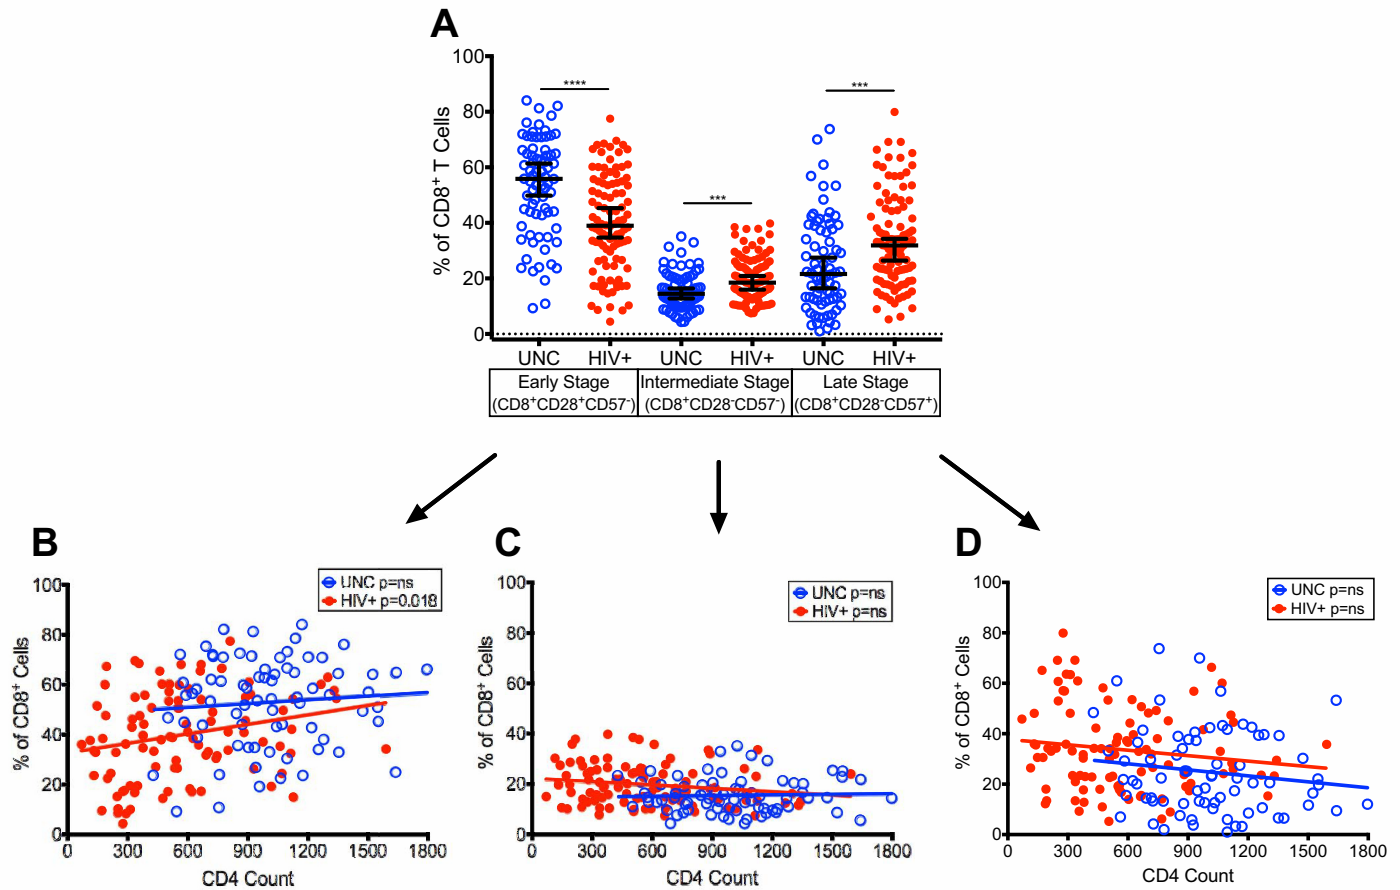 A
% of CD8⁺ T Cells
100
80
60
40
20
0
****
***
***
UNC HIV+ UNC HIV+ UNC HIV+
Early Stage Intermediate Stage Late Stage
(CD8⁺CD28⁺CD57⁻) (CD8⁺CD28⁻CD57⁻) (CD8⁺CD28⁻CD57⁺)
B
% of CD8⁺ Cells
100
80
60
40
20
0
UNC p=ns
HIV+ p=0.018
0 300 600 900 1200 1500 1800
CD4 Count
C
% of CD8⁺ Cells
100
80
60
40
20
0
UNC p=ns
HIV+ p=ns
0 300 600 900 1200 1500 1800
CD4 Count
D
% of CD8⁺ Cells
100
80
60
40
20
0
UNC p=ns
HIV+ p=ns
0 300 600 900 1200 1500 1800
CD4 Count